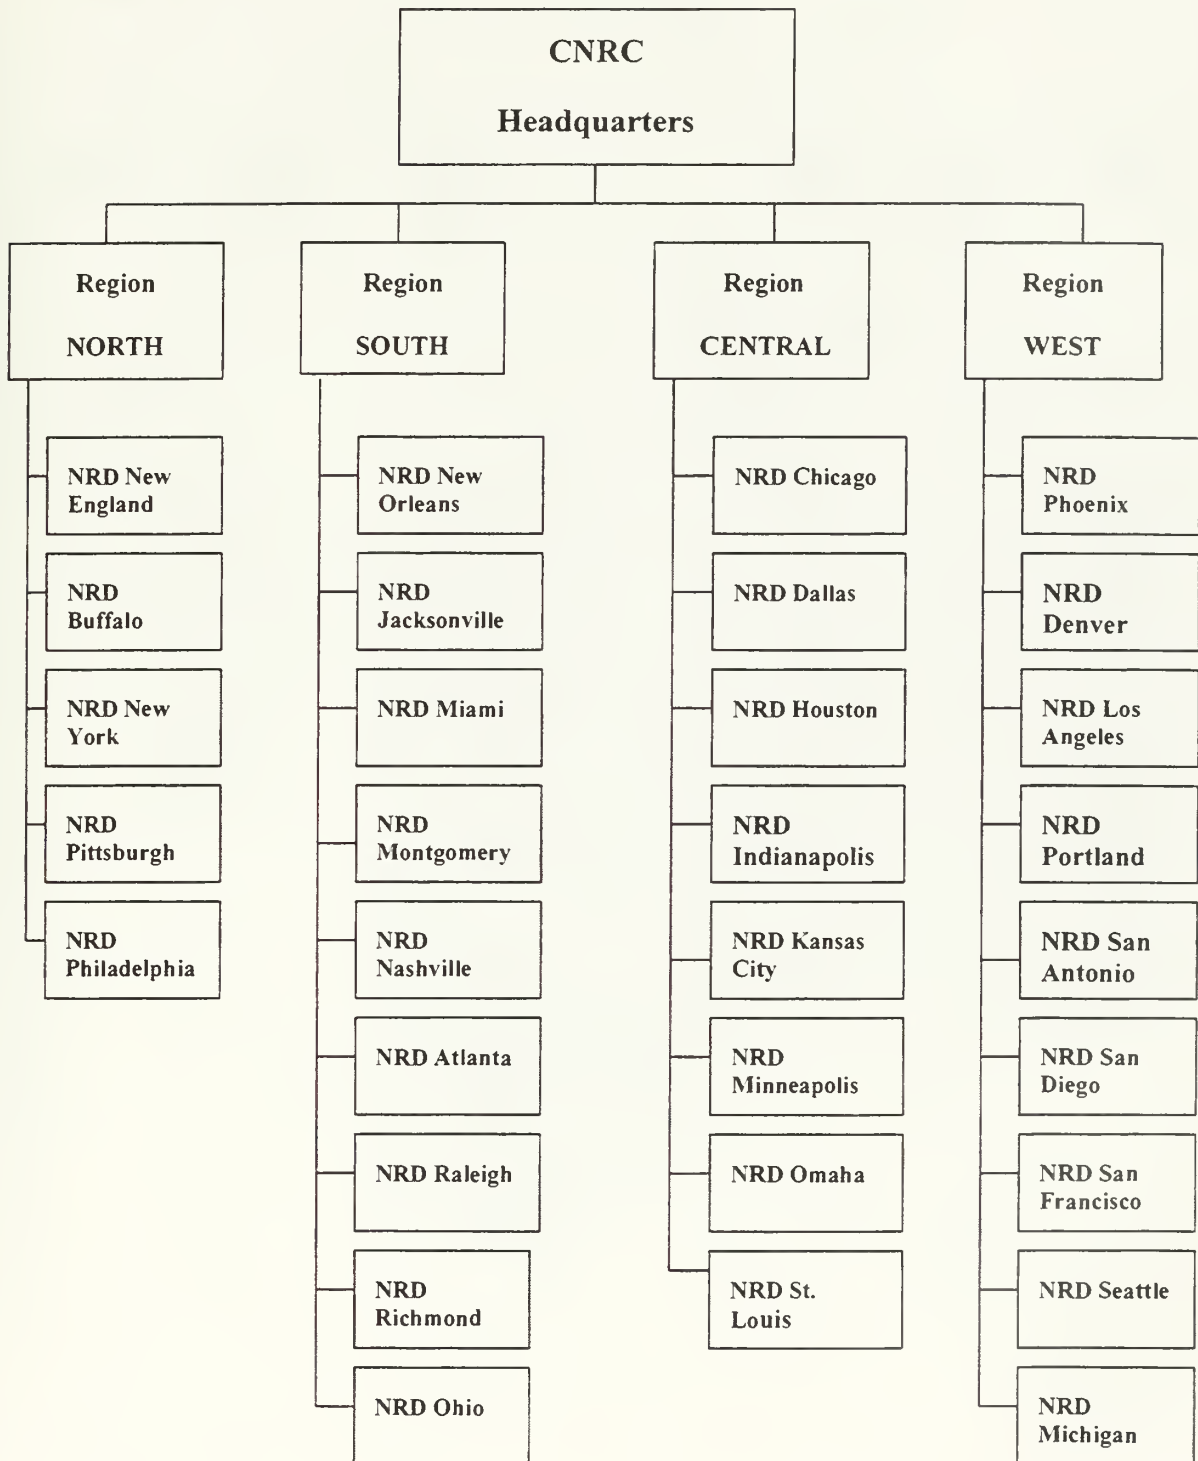 CNRC
Headquarters
Region
NORTH
NRD New
England
NRD
Buffalo
NRD New
York
NRD
Pittsburgh
NRD
Philadelphia
Region
SOUTH
NRD New
Orleans
NRD
Jacksonville
NRD Miami
NRD
Montgomery
NRD
Nashville
NRD Atlanta
NRD Raleigh
NRD
Richmond
NRD Ohio
Region
CENTRAL
NRD Chicago
NRD Dallas
NRD Houston
NRD
Indianapolis
NRD Kansas
City
NRD
Minneapolis
NRD Omaha
NRD St.
Louis
Region
WEST
NRD
Phoenix
NRD
Denver
NRD Los
Angeles
NRD
Portland
NRD San
Antonio
NRD San
Diego
NRD San
Francisco
NRD Seattle
NRD
Michigan